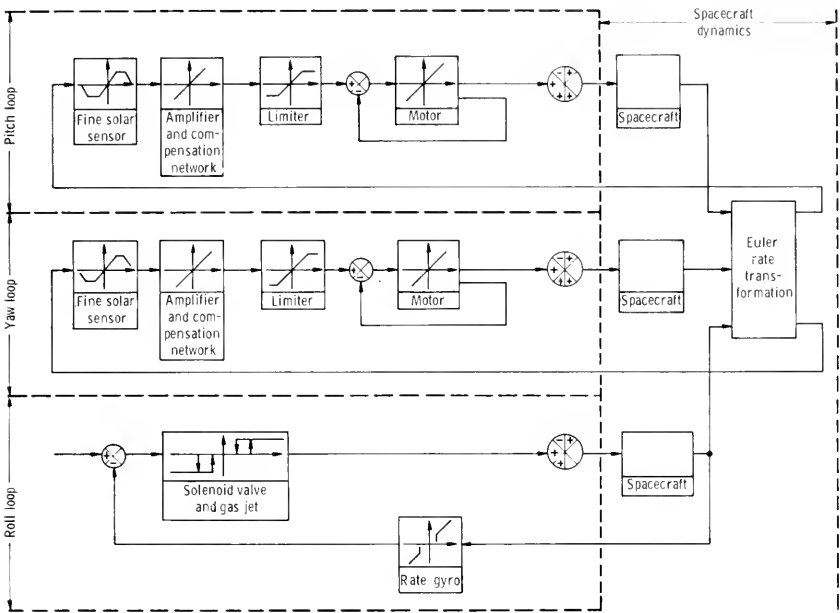 Spacecraft
dynamics
Pitch loop
Fine solar
sensor
Amplifier
and com-
pensation
network
Limiter
Motor
Spacecraft
Euler
rate
trans-
formation
Yaw loop
Fine solar
sensor
Amplifier
and com-
pensation
network
Limiter
Motor
Spacecraft
Roll loop
Solenoid valve
and gas jet
Spacecraft
Rate gyro